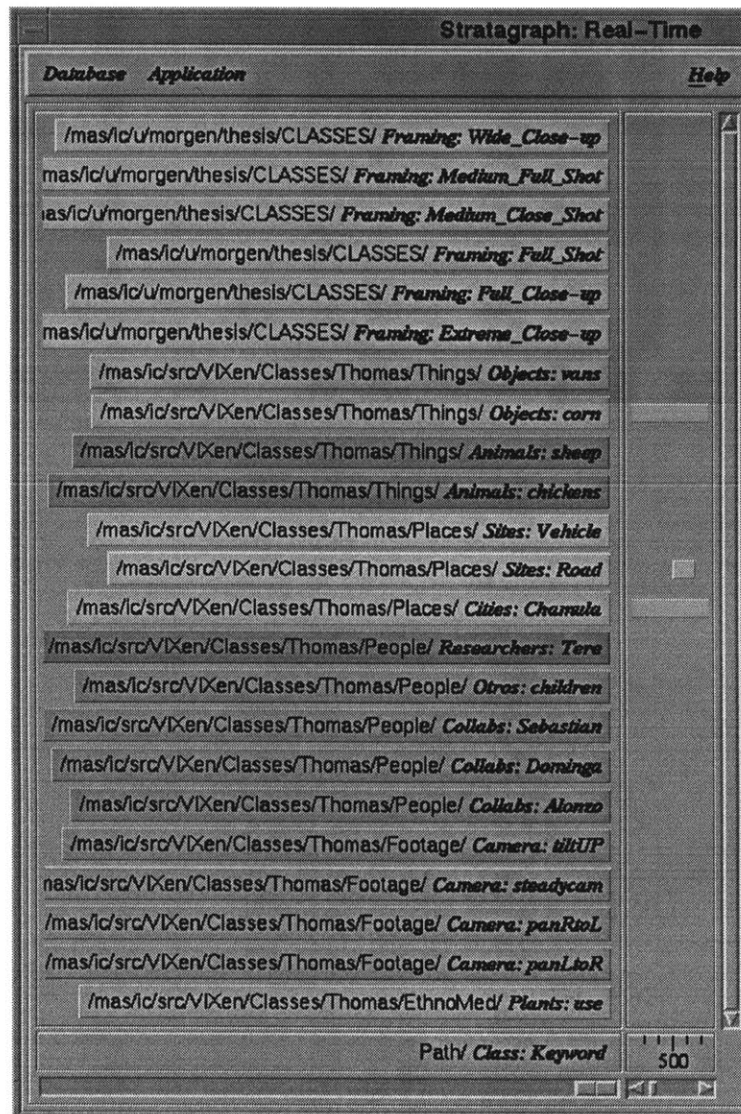 Stratagraph: Real-Time
Database Application Help
/mas/ic/u/morgen/thesis/CLASSES/ Framing: Wide_Close-up
mas/ic/u/morgen/thesis/CLASSES/ Framing: Medium_Full_Shot
as/ic/u/morgen/thesis/CLASSES/ Framing: Medium_Close_Shot
/mas/ic/u/morgen/thesis/CLASSES/ Framing: Full_Shot
/mas/ic/u/morgen/thesis/CLASSES/ Framing: Full_Close-up
mas/ic/u/morgen/thesis/CLASSES/ Framing: Extreme_Close-up
/mas/ic/src/VIXen/Classes/Thomas/Things/ Objects: vans
/mas/ic/src/VIXen/Classes/Thomas/Things/ Objects: corn
/mas/ic/src/VIXen/Classes/Thomas/Things/ Animals: sheep
/mas/ic/src/VIXen/Classes/Thomas/Things/ Animals: chickens
/mas/ic/src/VIXen/Classes/Thomas/Places/ Sites: Vehicle
/mas/ic/src/VIXen/Classes/Thomas/Places/ Sites: Road
/mas/ic/src/VIXen/Classes/Thomas/Places/ Cities: Chamula
/mas/ic/src/VIXen/Classes/Thomas/People/ Researchers: Tere
/mas/ic/src/VIXen/Classes/Thomas/People/ Otros: children
/mas/ic/src/VIXen/Classes/Thomas/People/ Collabs: Sebastian
/mas/ic/src/VIXen/Classes/Thomas/People/ Collabs: Dominga
/mas/ic/src/VIXen/Classes/Thomas/People/ Collabs: Alonzo
/mas/ic/src/VIXen/Classes/Thomas/Footage/ Camera: tiltUP
nas/ic/src/VIXen/Classes/Thomas/Footage/ Camera: steadycam
/mas/ic/src/VIXen/Classes/Thomas/Footage/ Camera: panRtoL
/mas/ic/src/VIXen/Classes/Thomas/Footage/ Camera: panLtoR
/mas/ic/src/VIXen/Classes/Thomas/EthnoMed/ Plants: use
Path/ Class: Keyword
500